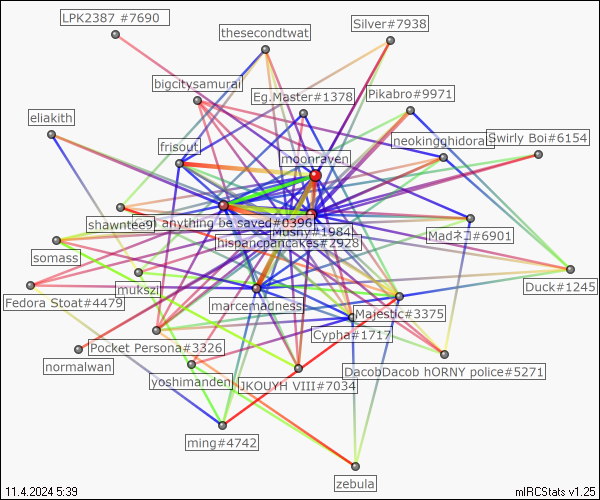 LPK2387 #7690
thesecondtwat
Silver#7938
bigcitysamurai
Eg.Master#1378
Pikabro#9971
eliakith
frisout
moonraven
neokingghidorah
Swirly Boi#6154
shawntee9
anything be saved#0396
Mushy#1984
hispancpancakes#2928
Madネコ#6901
somass
mukszi
Duck#1245
Fedora Stoat#4479
marcemadness
Majestic#3375
Cypha#1717
Pocket Persona#3326
normalwan
yoshimanden
JKOUYH VIII#7034
DacobDacob hORNY police#5271
ming#4742
zebula
11.4.2024 5:39
mIRCStats v1.25